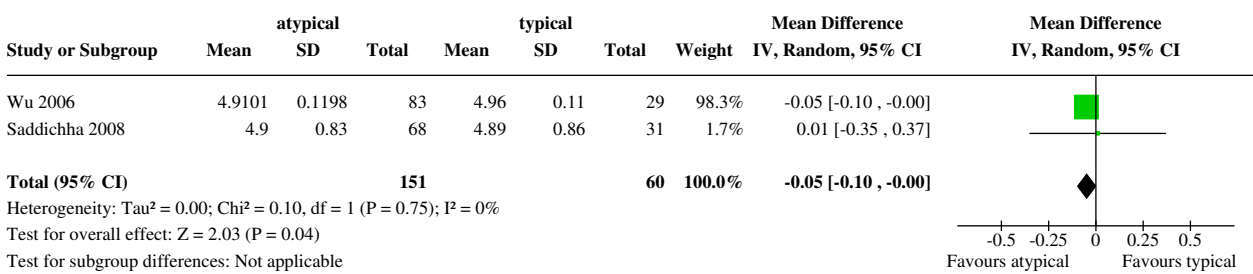 atypical typical Mean Difference Mean Difference
Study or Subgroup Mean SD Total Mean SD Total Weight IV, Random, 95% CI IV, Random, 95% CI
Wu 2006 4.9101 0.1198 83 4.96 0.11 29 98.3% -0.05 [-0.10 , -0.00]
Saddichha 2008 4.9 0.83 68 4.89 0.86 31 1.7% 0.01 [-0.35 , 0.37]
Total (95% CI) 151 60 100.0% -0.05 [-0.10 , -0.00]
Heterogeneity: Tau² = 0.00; Chi² = 0.10, df = 1 (P = 0.75); I² = 0%
Test for overall effect: Z = 2.03 (P = 0.04)
Test for subgroup differences: Not applicable
-0.5 -0.25 0 0.25 0.5
Favours atypical Favours typical